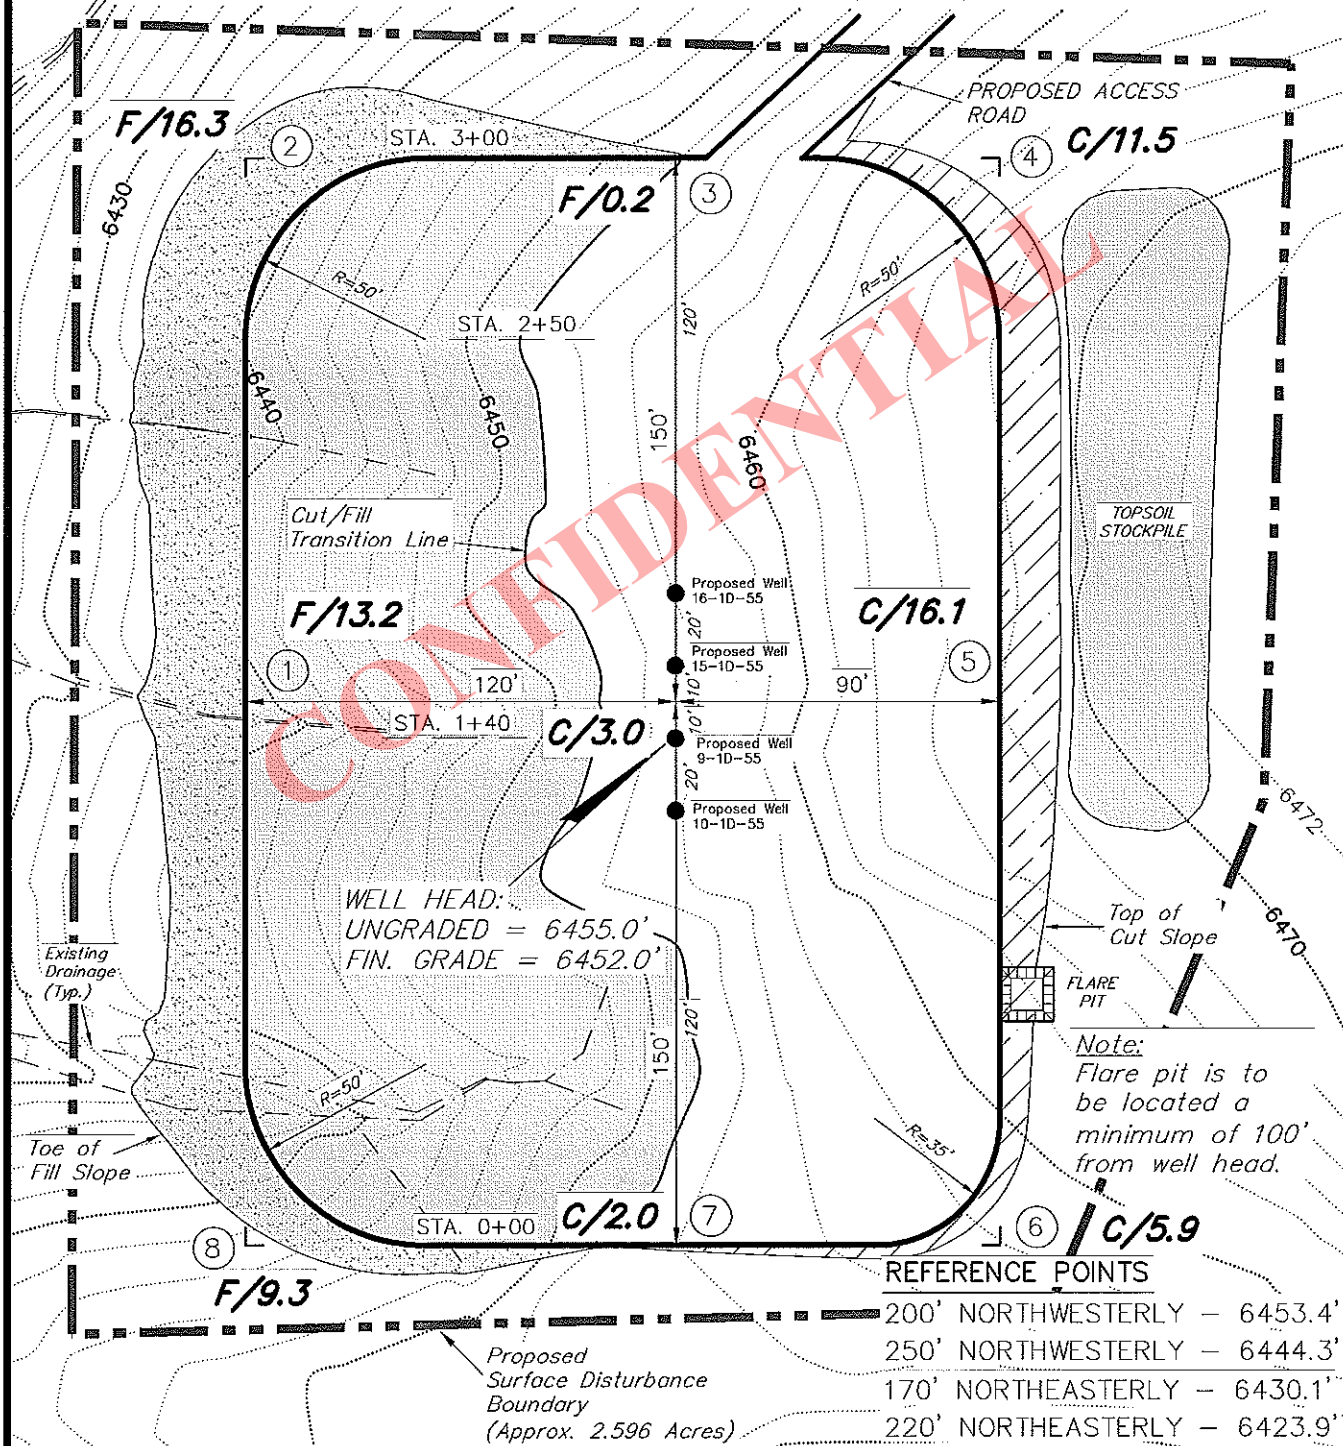 PROPOSED ACCESS
ROAD
F/16.3
C/11.5
2
STA. 3+00
4
F/0.2
3
6430
R=50'
R=50'
STA. 2+50
120'
6440
6450
150'
6460
CONFIDENTIAL
Cut/Fill
Transition Line
TOPSOIL
STOCKPILE
Proposed Well
16-1D-55
F/13.2
C/16.1
20'
Proposed Well
15-1D-55
1
5
120'
10'
90'
STA. 1+40
C/3.0
10'
Proposed Well
9-1D-55
20'
Proposed Well
10-1D-55
6472
WELL HEAD:
UNGRADED = 6455.0'
FIN. GRADE = 6452.0'
Top of
Cut Slope
6470
Existing
Drainage
(Typ.)
FLARE
PIT
120'
150'
Note:
Flare pit is to
be located a
minimum of 100'
from well head.
R=50'
R=35'
Toe of
Fill Slope
STA. 0+00
C/2.0
7
6
C/5.9
8
F/9.3
REFERENCE POINTS
200' NORTHWESTERLY - 6453.4'
250' NORTHWESTERLY - 6444.3'
170' NORTHEASTERLY - 6430.1'
220' NORTHEASTERLY - 6423.9'
Proposed
Surface Disturbance
Boundary
(Approx. 2.596 Acres)